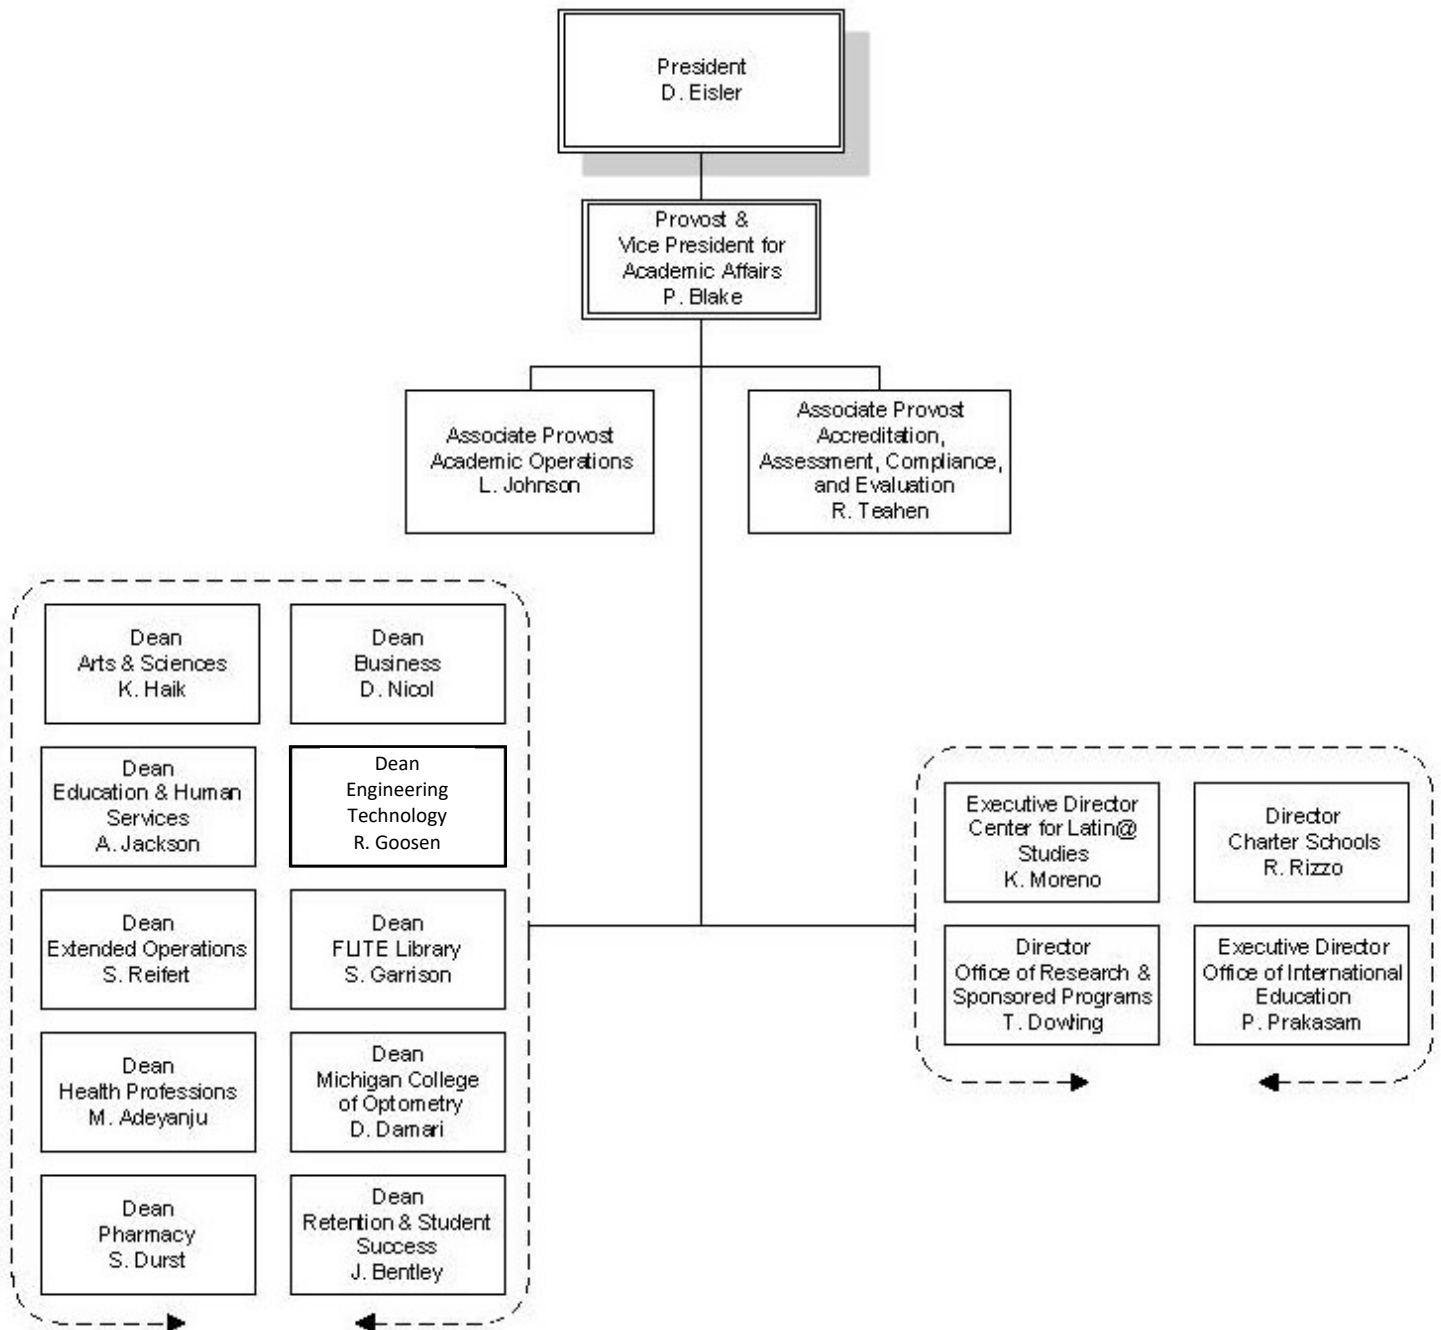 President
D. Eisler
Provost &
Vice President for
Academic Affairs
P. Blake
Associate Provost
Academic Operations
L. Johnson
Associate Provost
Accreditation,
Assessment, Compliance,
and Evaluation
R. Teahen
Dean
Arts & Sciences
K. Haik
Dean
Business
D. Nicol
Dean
Education & Human
Services
A. Jackson
Dean
Engineering
Technology
R. Goosen
Dean
Extended Operations
S. Reifert
Dean
FLITE Library
S. Garrison
Dean
Health Professions
M. Adeyanju
Dean
Michigan College
of Optometry
D. Damari
Dean
Pharmacy
S. Durst
Dean
Retention & Student
Success
J. Bentley
Executive Director
Center for Latin@
Studies
K. Moreno
Director
Charter Schools
R. Rizzo
Director
Office of Research &
Sponsored Programs
T. Dowling
Executive Director
Office of International
Education
P. Prakasam